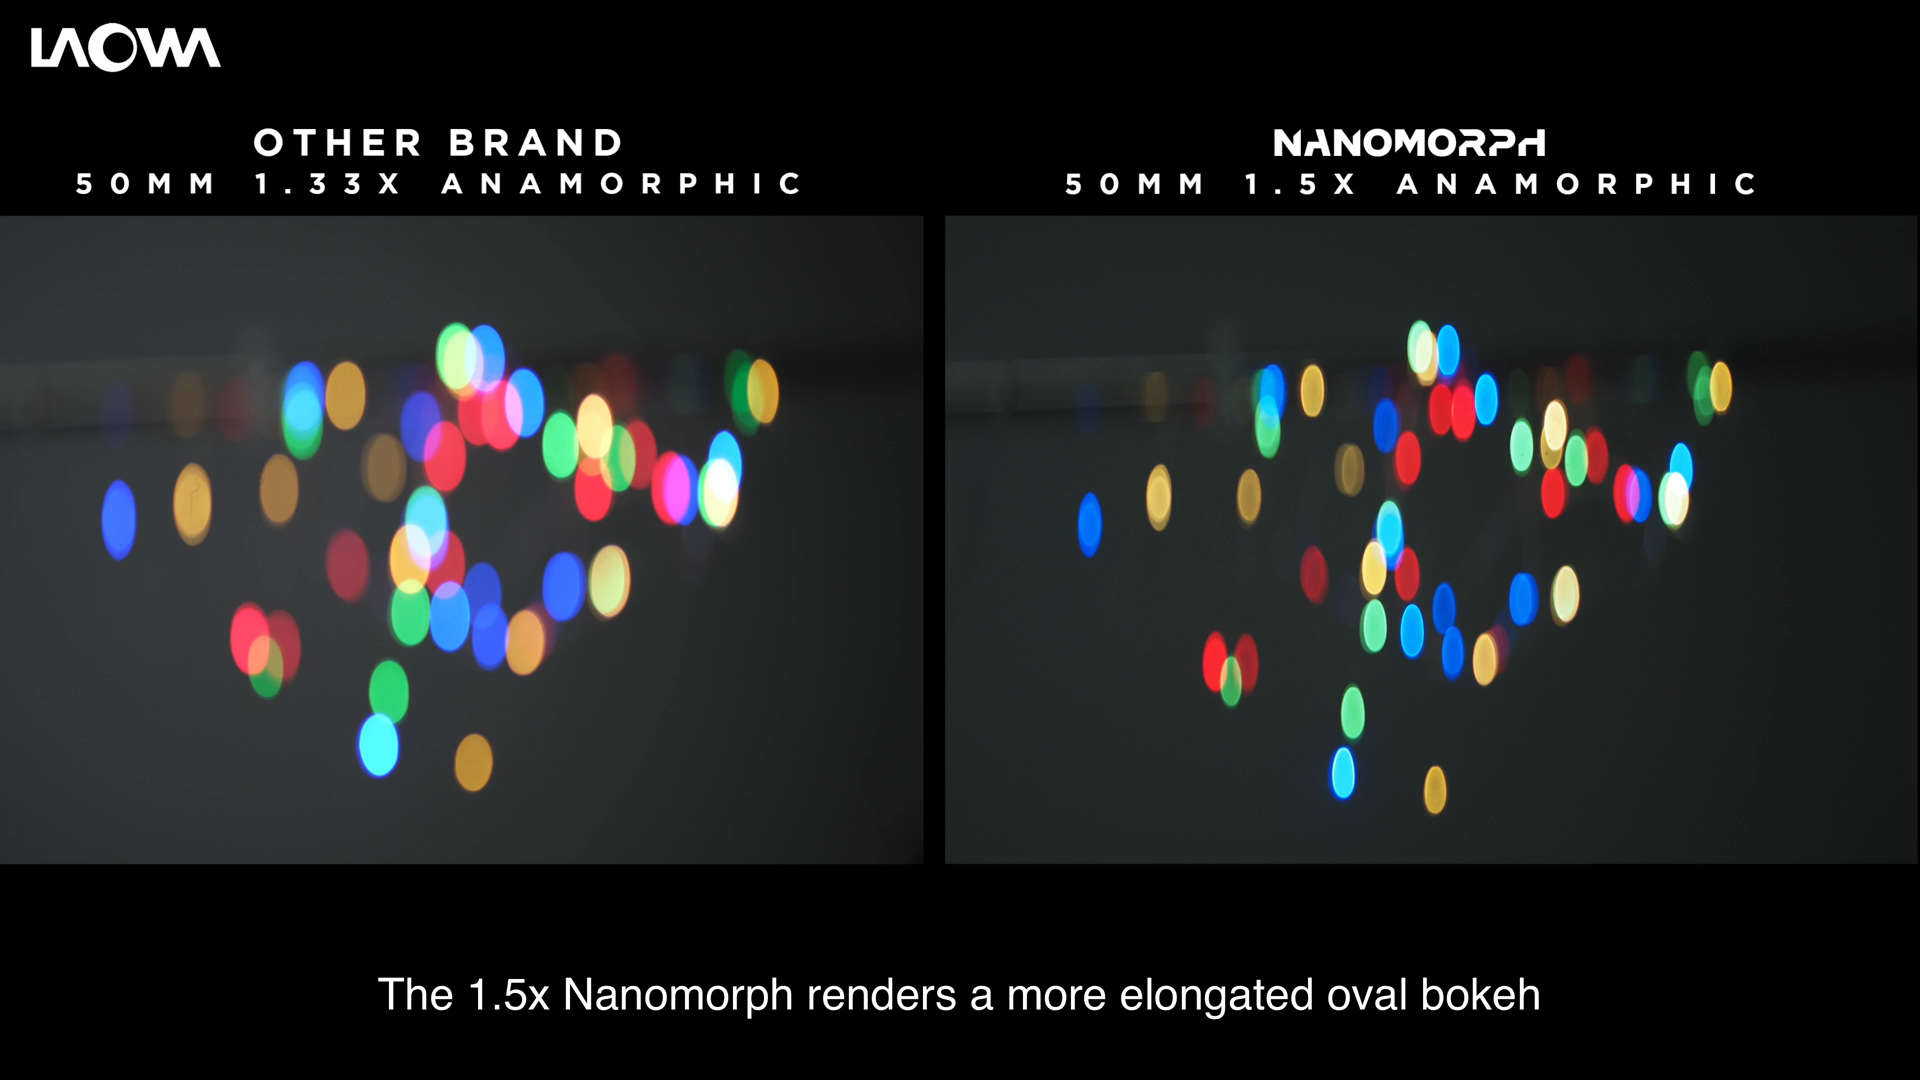 LAOWA
OTHER BRAND
50MM 1.33X ANAMORPHIC
NANOMORPH
50MM 1.5X ANAMORPHIC
The 1.5x Nanomorph renders a more elongated oval bokeh